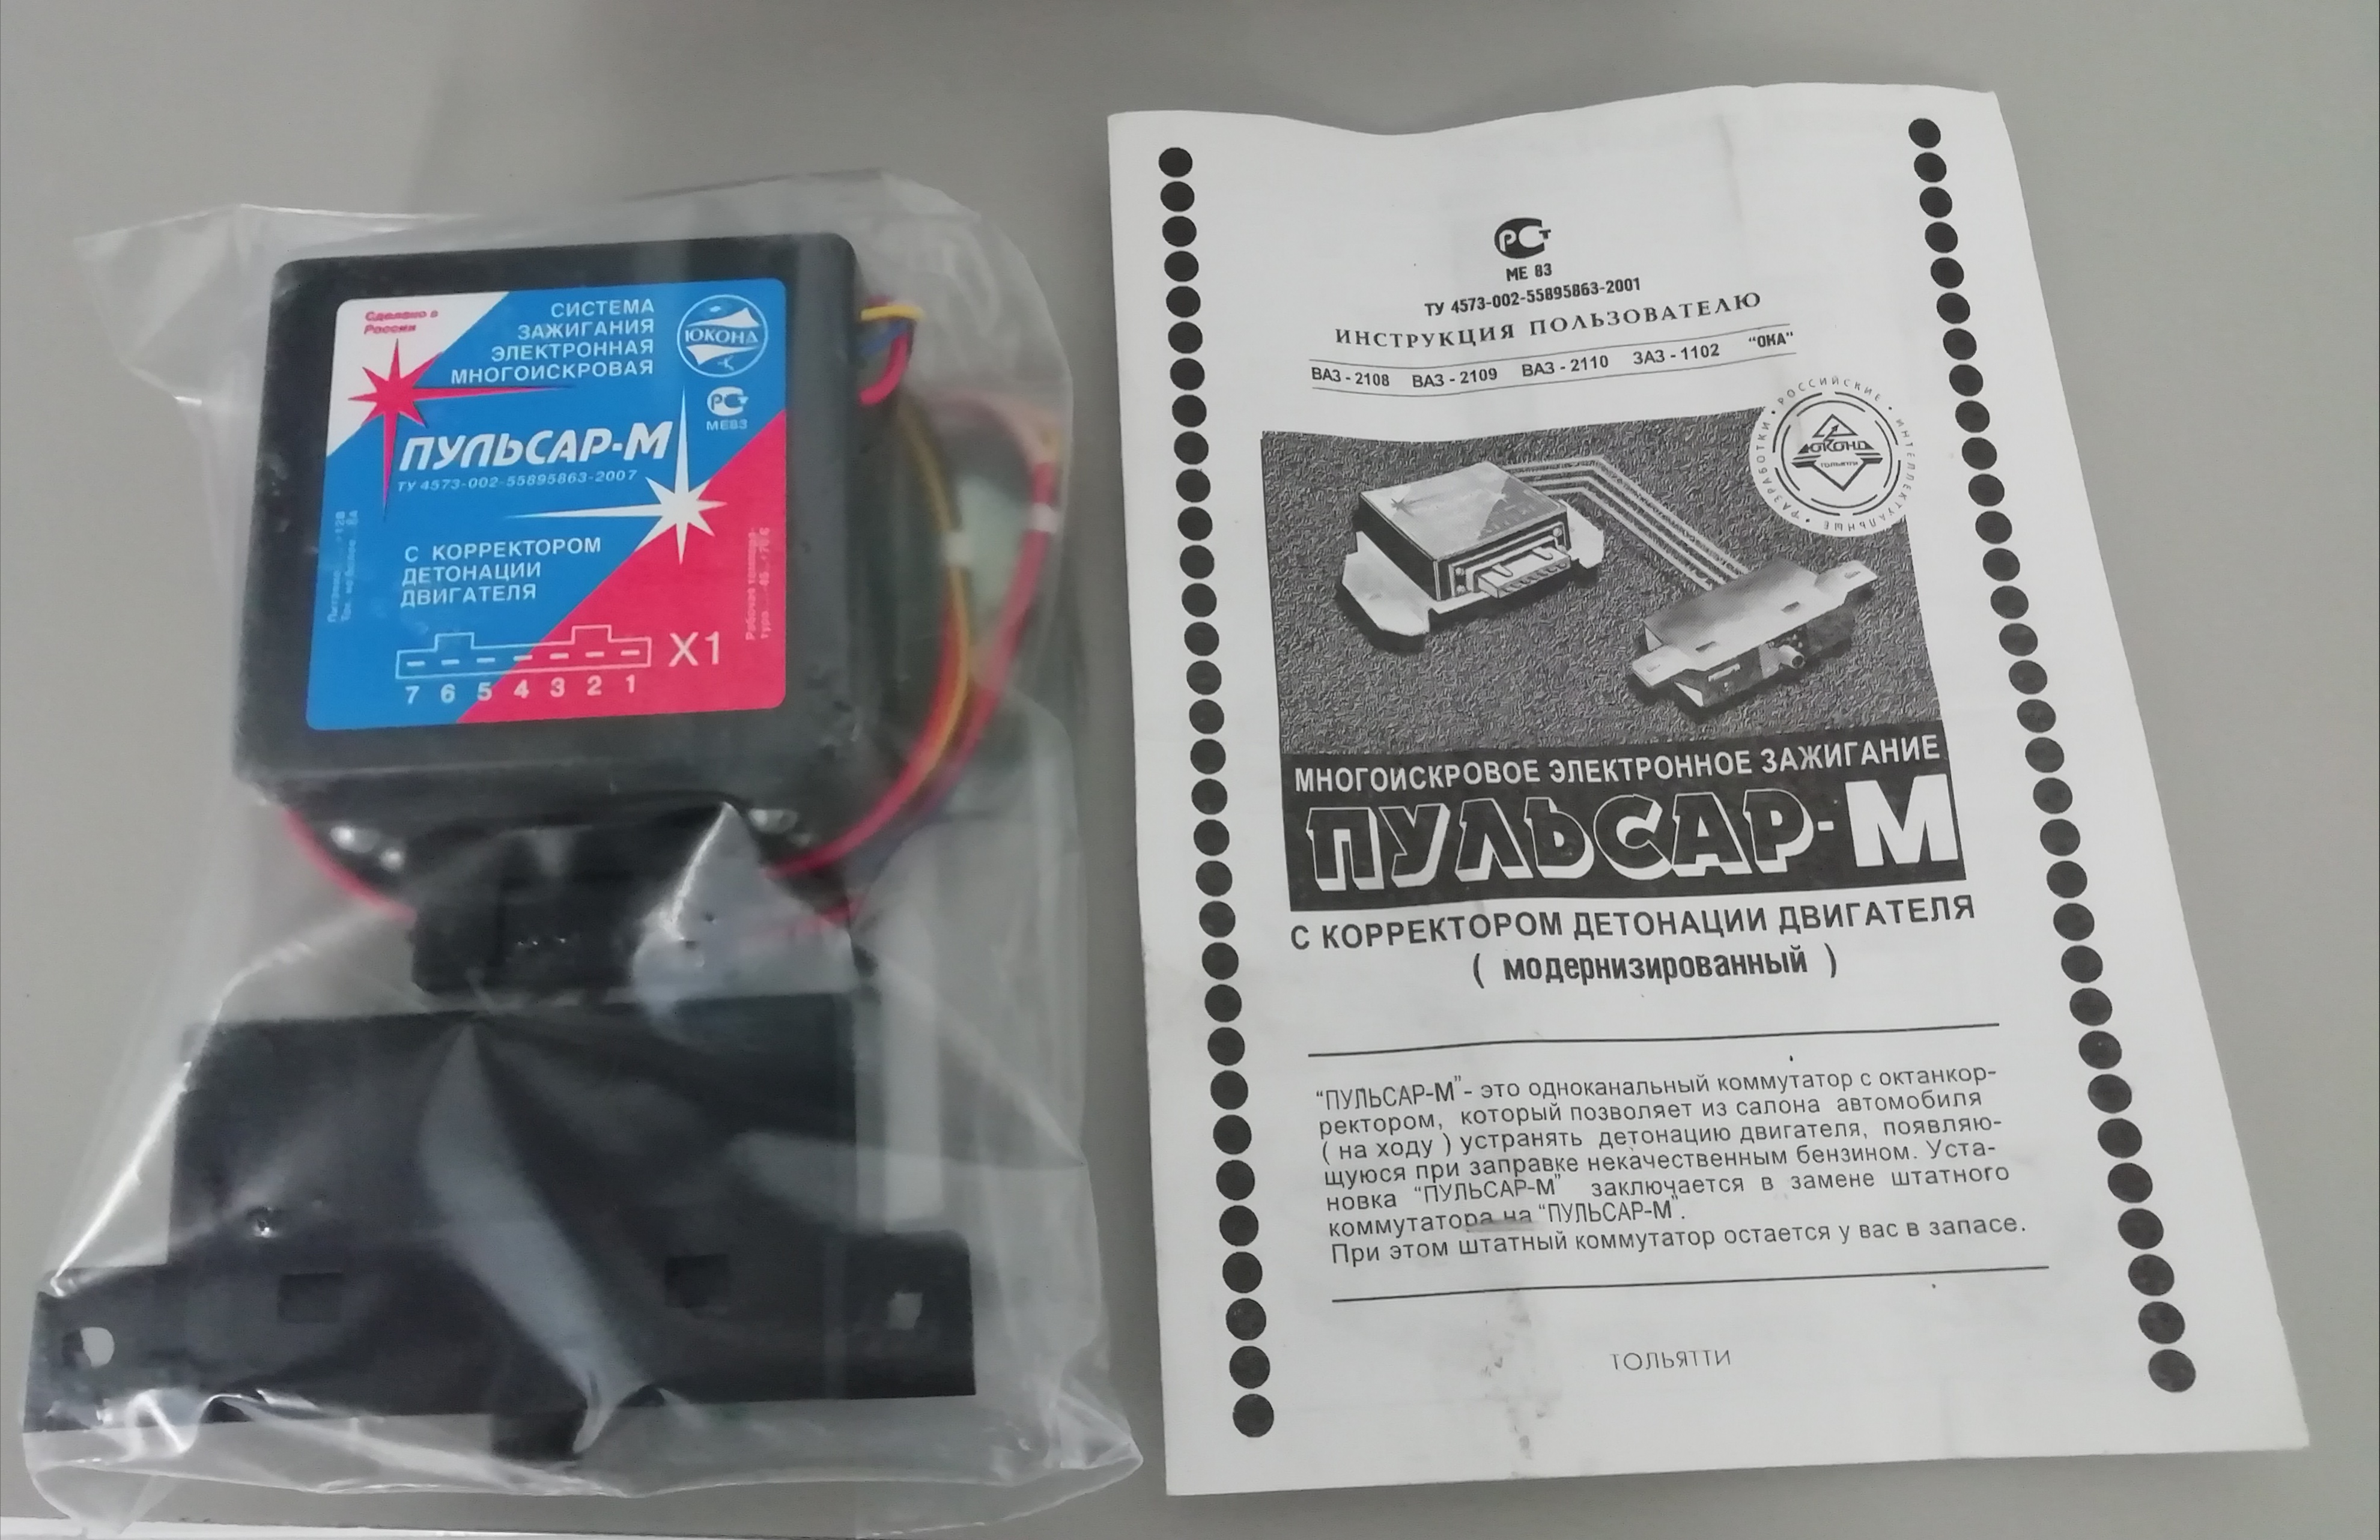 Сделано в
России
СИСТЕМА
ЗАЖИГАНИЯ
ЭЛЕКТРОННАЯ
МНОГОИСКРОВАЯ
ЮКОНД
РСТ
МЕ83
ПУЛЬСАР-М
ТУ 4573-002-55895863-2007
С КОРРЕКТОРОМ
ДЕТОНАЦИИ
ДВИГАТЕЛЯ
X1
7 6 5 4 3 2 1
РСТ
МЕ 83
ТУ 4573-002-55895863-2001
ИНСТРУКЦИЯ ПОЛЬЗОВАТЕЛЮ
ВАЗ - 2108 ВАЗ - 2109 ВАЗ - 2110 ЗАЗ - 1102 "ОКА"
РОССИЙСКИЕ • ИНТЕЛЛЕКТУАЛЬНЫЕ • РАЗРАБОТКИ •
ЮКОНД
ТОЛЬЯТТИ
МНОГОИСКРОВОЕ ЭЛЕКТРОННОЕ ЗАЖИГАНИЕ
ПУЛЬСАР-М
С КОРРЕКТОРОМ ДЕТОНАЦИИ ДВИГАТЕЛЯ
( модернизированный )
"ПУЛЬСАР-М" - это одноканальный коммутатор с октанкор-
ректором, который позволяет из салона автомобиля
( на ходу ) устранять детонацию двигателя, появляю-
щуюся при заправке некачественным бензином. Уста-
новка "ПУЛЬСАР-М" заключается в замене штатного
коммутатора на "ПУЛЬСАР-М".
При этом штатный коммутатор остается у вас в запасе.
ТОЛЬЯТТИ